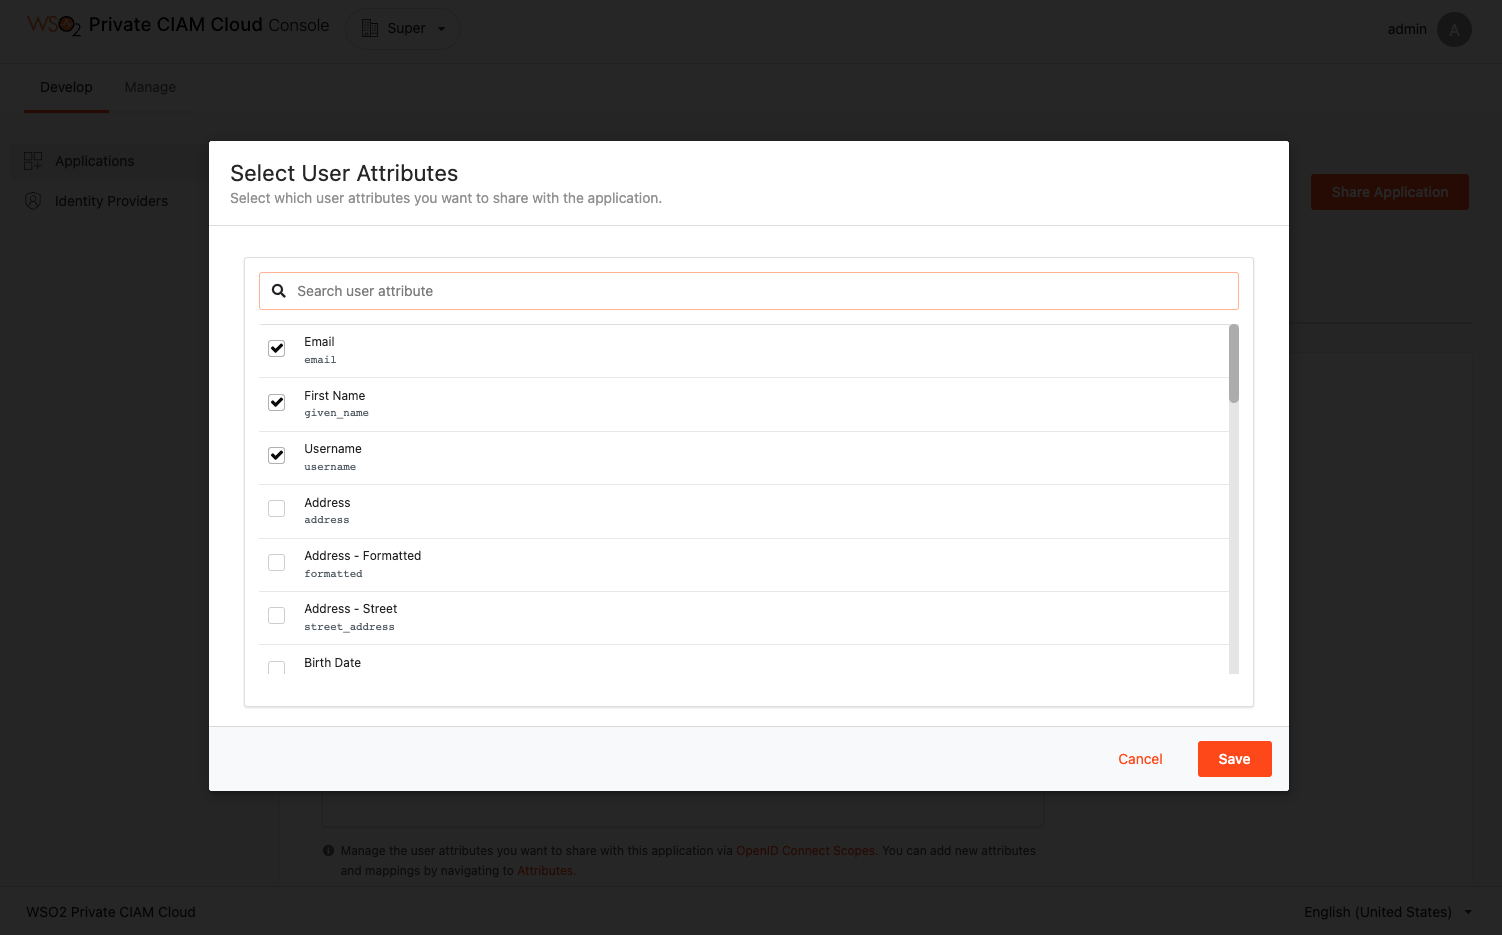 WSO2 Private CIAM Cloud Console
Super
admin
A
Develop
Manage
Applications
Identity Providers
Share Application
Select User Attributes
Select which user attributes you want to share with the application.
Search user attribute
Email
email
First Name
given_name
Username
username
Address
address
Address - Formatted
formatted
Address - Street
street_address
Birth Date
Cancel
Save
Manage the user attributes you want to share with this application via OpenID Connect Scopes. You can add new attributes
and mappings by navigating to Attributes.
WSO2 Private CIAM Cloud
English (United States)